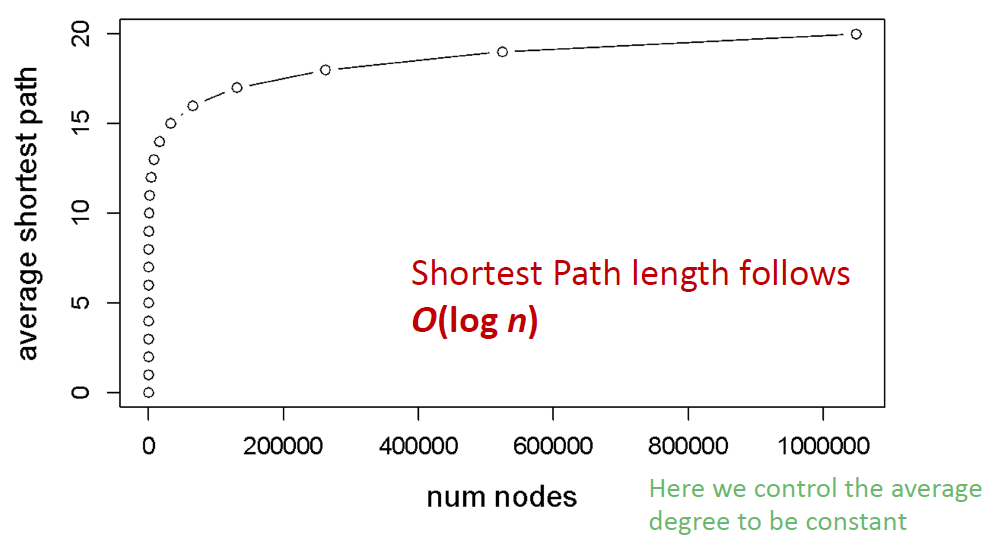 20
15
10
5
0
average shortest path
Shortest Path length follows
O(log n)
0 200000 400000 600000 800000 1000000
num nodes
Here we control the average
degree to be constant